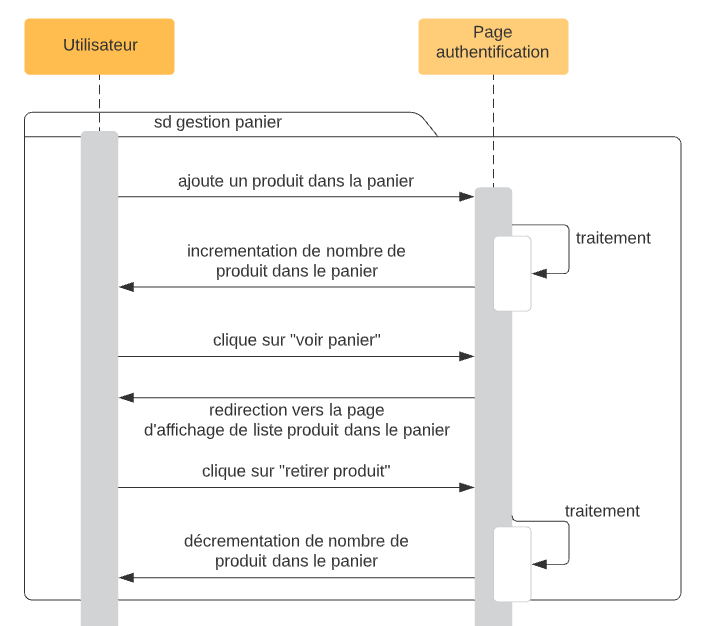 Utilisateur
Page
authentification
sd gestion panier
ajoute un produit dans la panier
traitement
incrementation de nombre de
produit dans le panier
clique sur "voir panier"
redirection vers la page
d'affichage de liste produit dans le panier
clique sur "retirer produit"
traitement
décrementation de nombre de
produit dans le panier